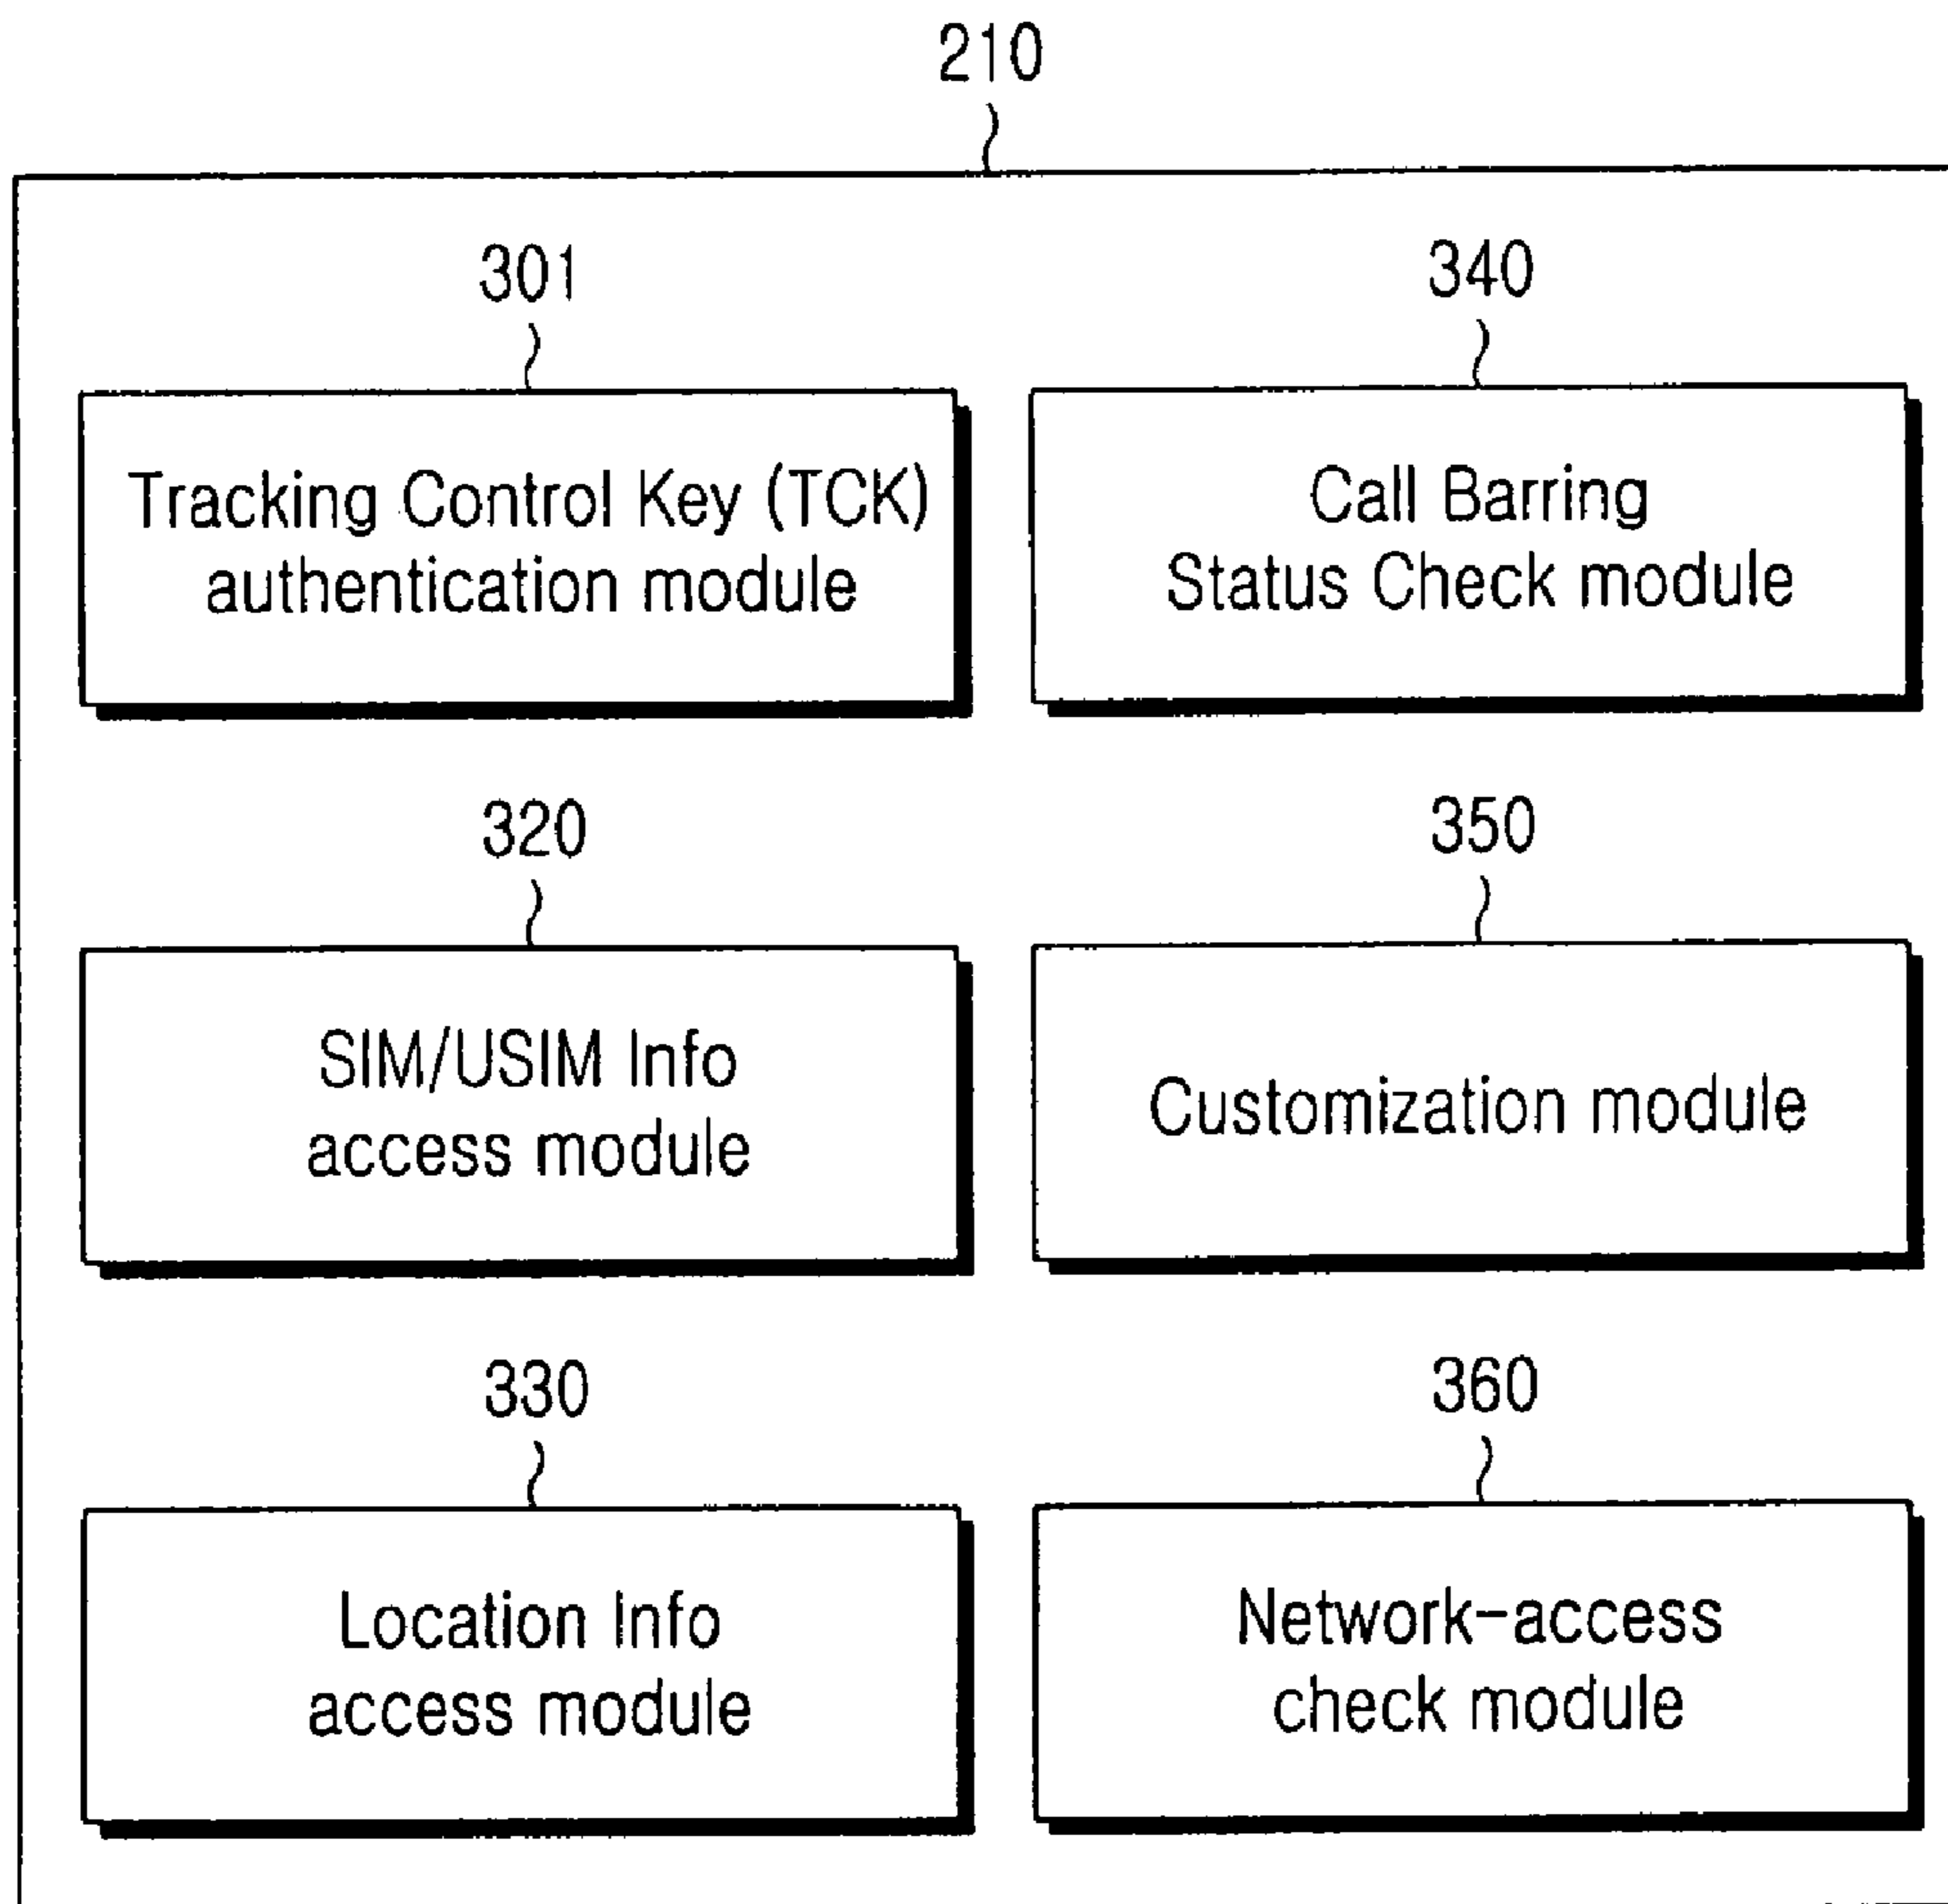 210
301
Tracking Control Key (TCK)
authentication module
340
Call Barring
Status Check module
320
SIM/USIM Info
access module
350
Customization module
330
Location Info
access module
360
Network-access
check module